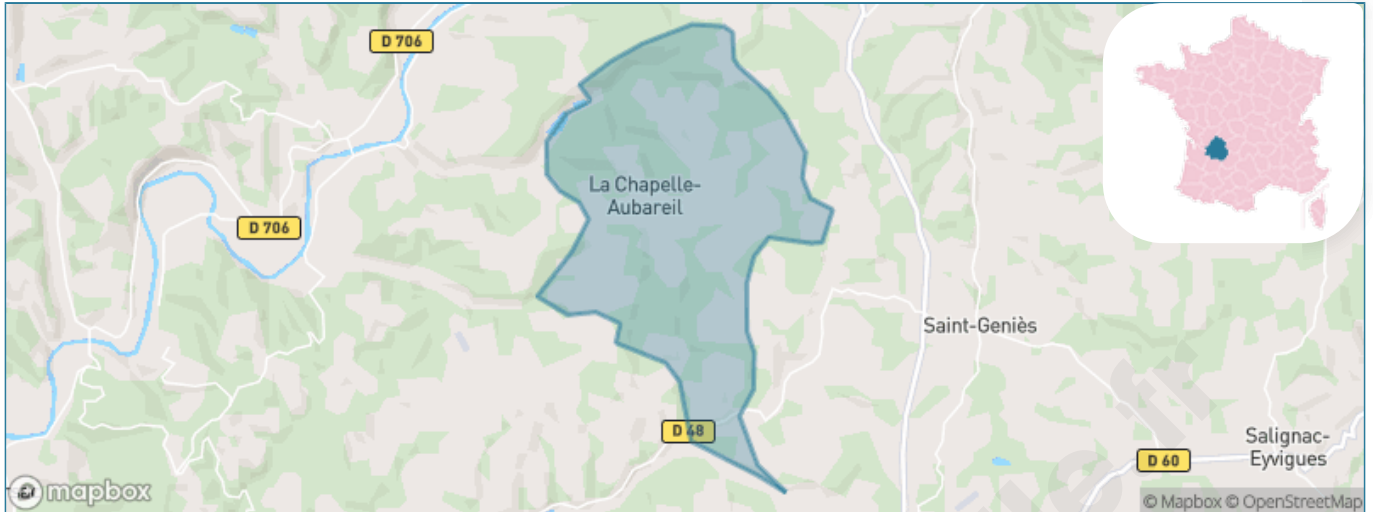 D 706
La Chapelle-
Aubareil
D 706
Saint-Geniès
D 48
Salignac-
Eyvigues
D 60
mapbox
© Mapbox © OpenStreetMap